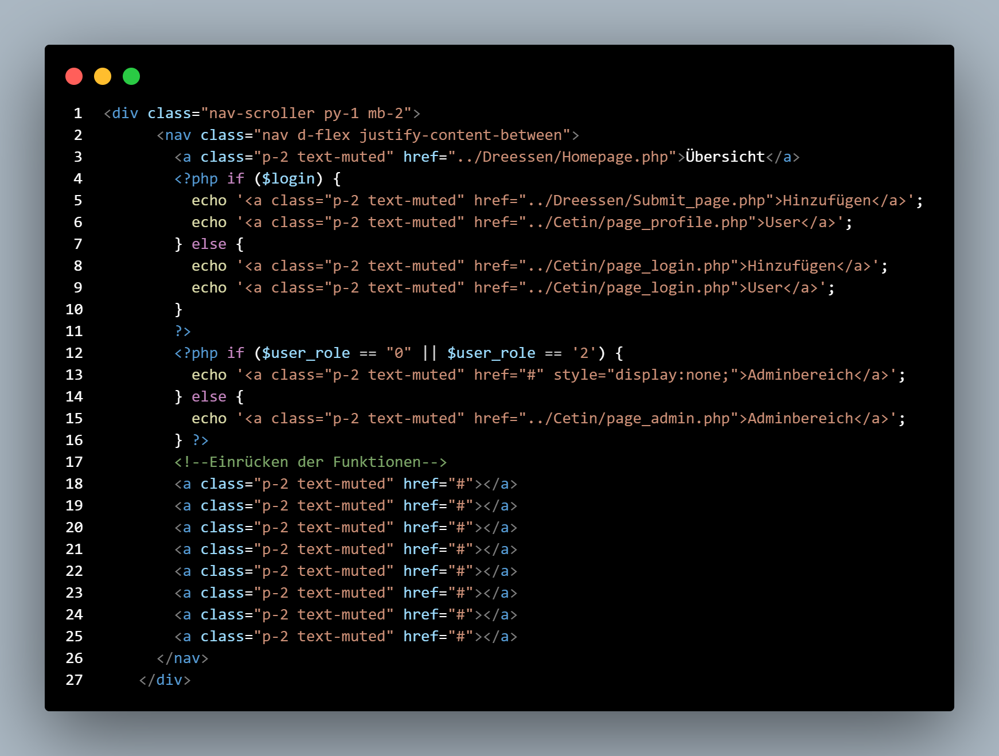 1 <div class="nav-scroller py-1 mb-2">
2       <nav class="nav d-flex justify-content-between">
3         <a class="p-2 text-muted" href="../Dreessen/Homepage.php">Übersicht</a>
4         <?php if ($login) {
5           echo '<a class="p-2 text-muted" href="../Dreessen/Submit_page.php">Hinzufügen</a>';
6           echo '<a class="p-2 text-muted" href="../Cetin/page_profile.php">User</a>';
7         } else {
8           echo '<a class="p-2 text-muted" href="../Cetin/page_login.php">Hinzufügen</a>';
9           echo '<a class="p-2 text-muted" href="../Cetin/page_login.php">User</a>';
10         }
11         ?>
12         <?php if ($user_role == "0" || $user_role == '2') {
13           echo '<a class="p-2 text-muted" href="#" style="display:none;">Adminbereich</a>';
14         } else {
15           echo '<a class="p-2 text-muted" href="../Cetin/page_admin.php">Adminbereich</a>';
16         } ?>
17         <!--Einrücken der Funktionen-->
18         <a class="p-2 text-muted" href="#"></a>
19         <a class="p-2 text-muted" href="#"></a>
20         <a class="p-2 text-muted" href="#"></a>
21         <a class="p-2 text-muted" href="#"></a>
22         <a class="p-2 text-muted" href="#"></a>
23         <a class="p-2 text-muted" href="#"></a>
24         <a class="p-2 text-muted" href="#"></a>
25         <a class="p-2 text-muted" href="#"></a>
26       </nav>
27     </div>